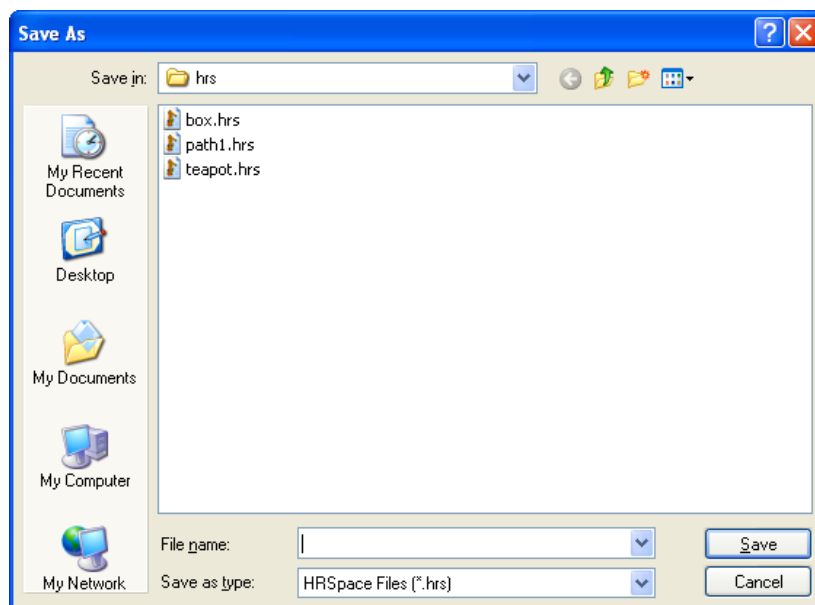 Save As
Save in:
hrs
box.hrs
path1.hrs
teapot.hrs
My Recent
Documents
Desktop
My Documents
My Computer
My Network
File name:
Save
Save as type:
HRSpace Files (*.hrs)
Cancel